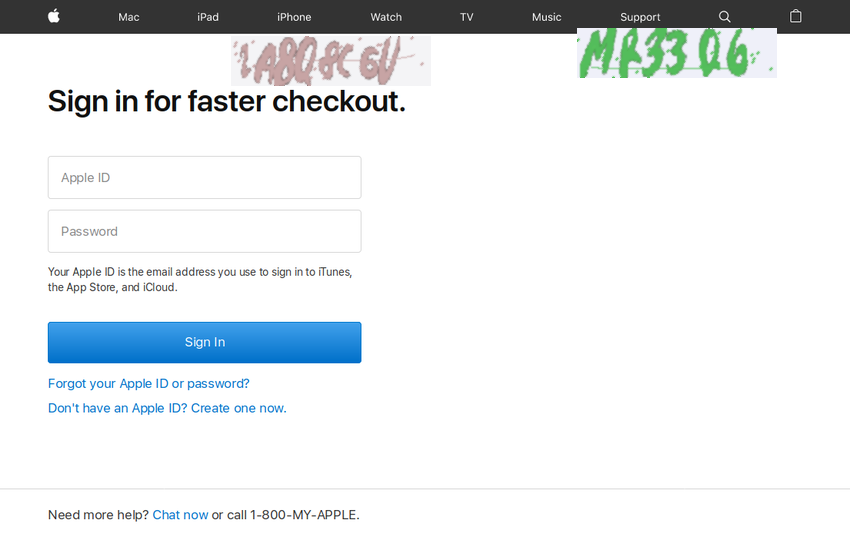 Mac iPad iPhone Watch TV Music Support
MR33Q6
Sign in for faster checkout.
Apple ID
Password
Your Apple ID is the email address you use to sign in to iTunes,
the App Store, and iCloud.
Sign In
Forgot your Apple ID or password?
Don't have an Apple ID? Create one now.
Need more help? Chat now or call 1-800-MY-APPLE.